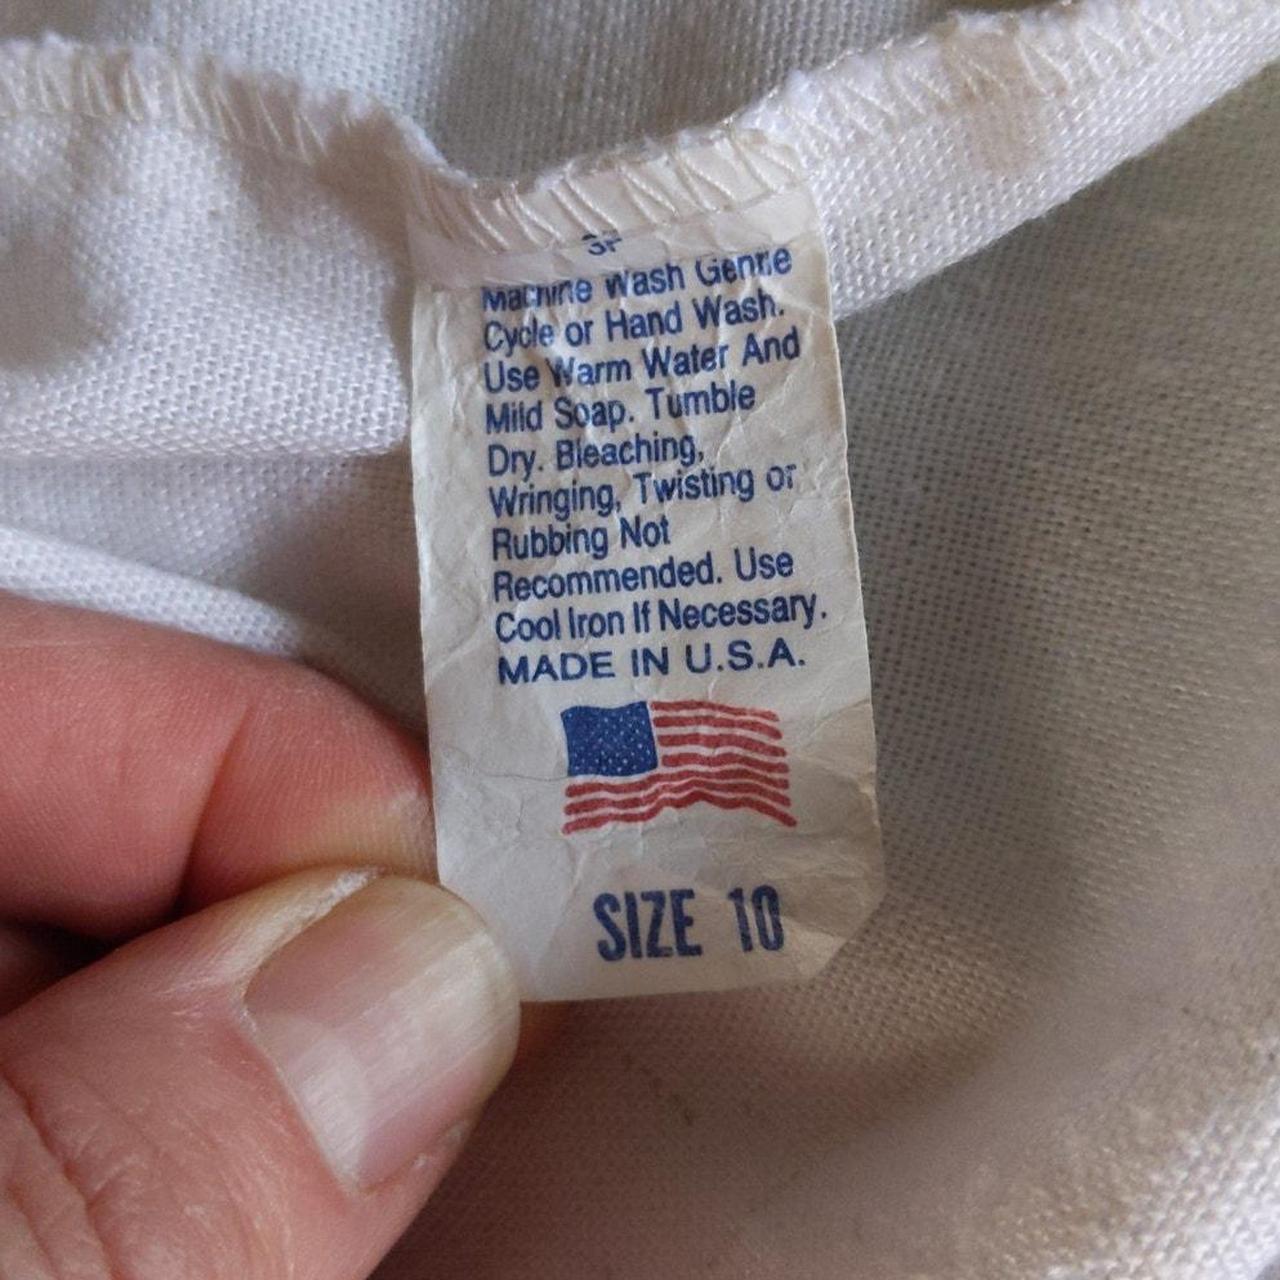 Machine Wash Gentle
Cycle or Hand Wash.
Use Warm Water And
Mild Soap. Tumble
Dry. Bleaching,
Wringing, Twisting or
Rubbing Not
Recommended. Use
Cool Iron If Necessary.
MADE IN U.S.A.
SIZE 10